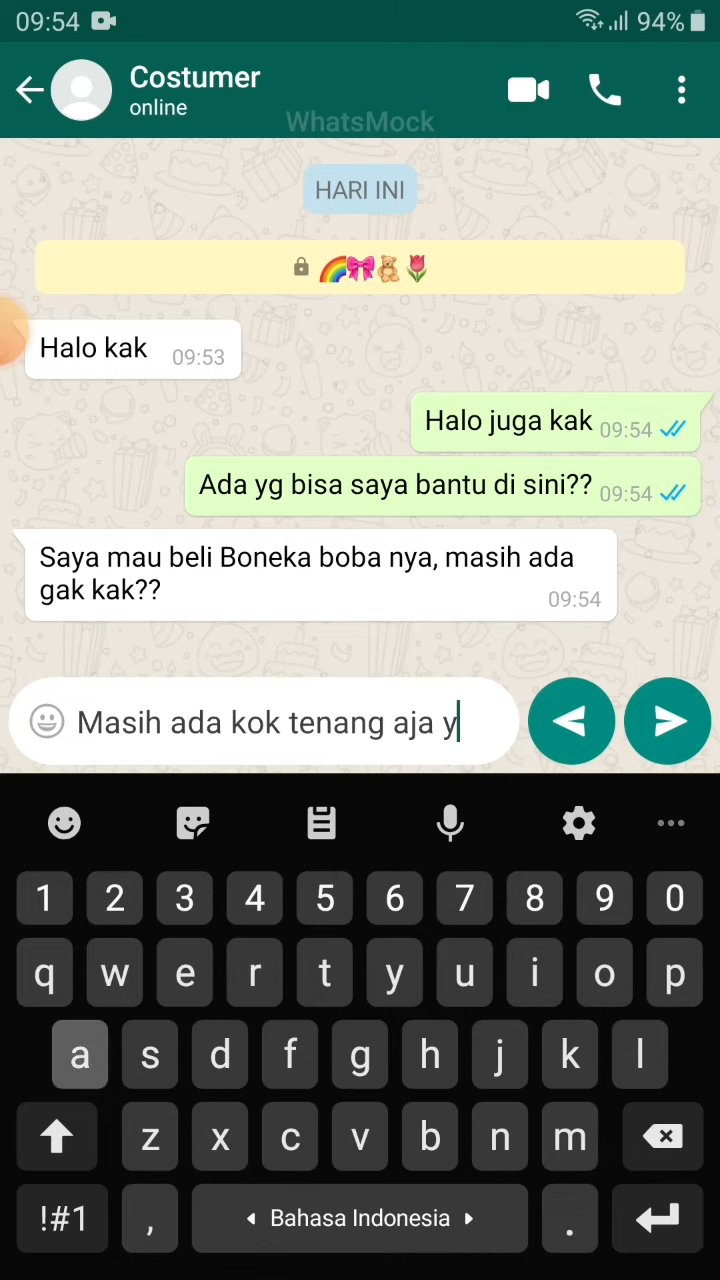 09:54 94%
Costumer
online
WhatsMock
HARI INI
🌈🎀🧸🌷
Halo kak 09:53
Halo juga kak 09:54
Ada yg bisa saya bantu di sini?? 09:54
Saya mau beli Boneka boba nya, masih ada
gak kak??
09:54
Masih ada kok tenang aja y
1 2 3 4 5 6 7 8 9 0
q w e r t y u i o p
a s d f g h j k l
z x c v b n m
!#1 , Bahasa Indonesia .